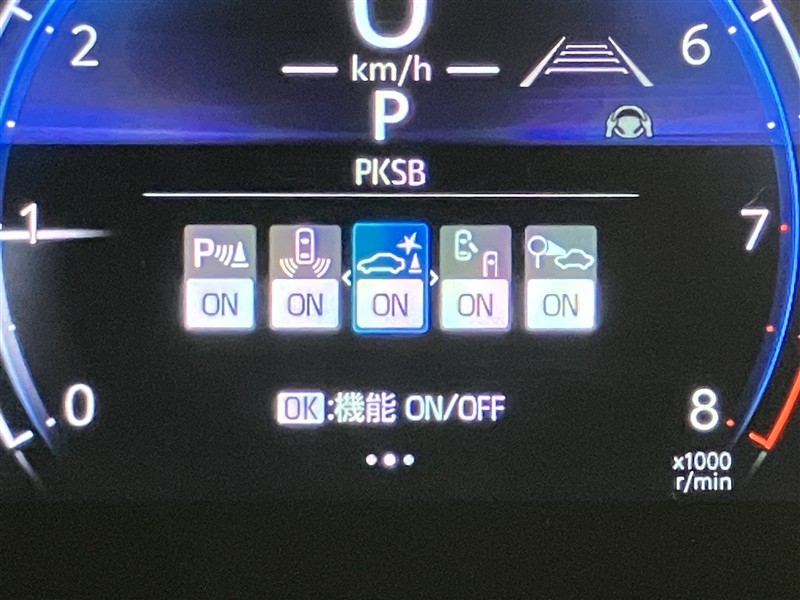 0
2
6
km/h
P
PKSB
1
7
P
ON ON ON ON ON
0
OK:機能 ON/OFF
8
x1000
r/min